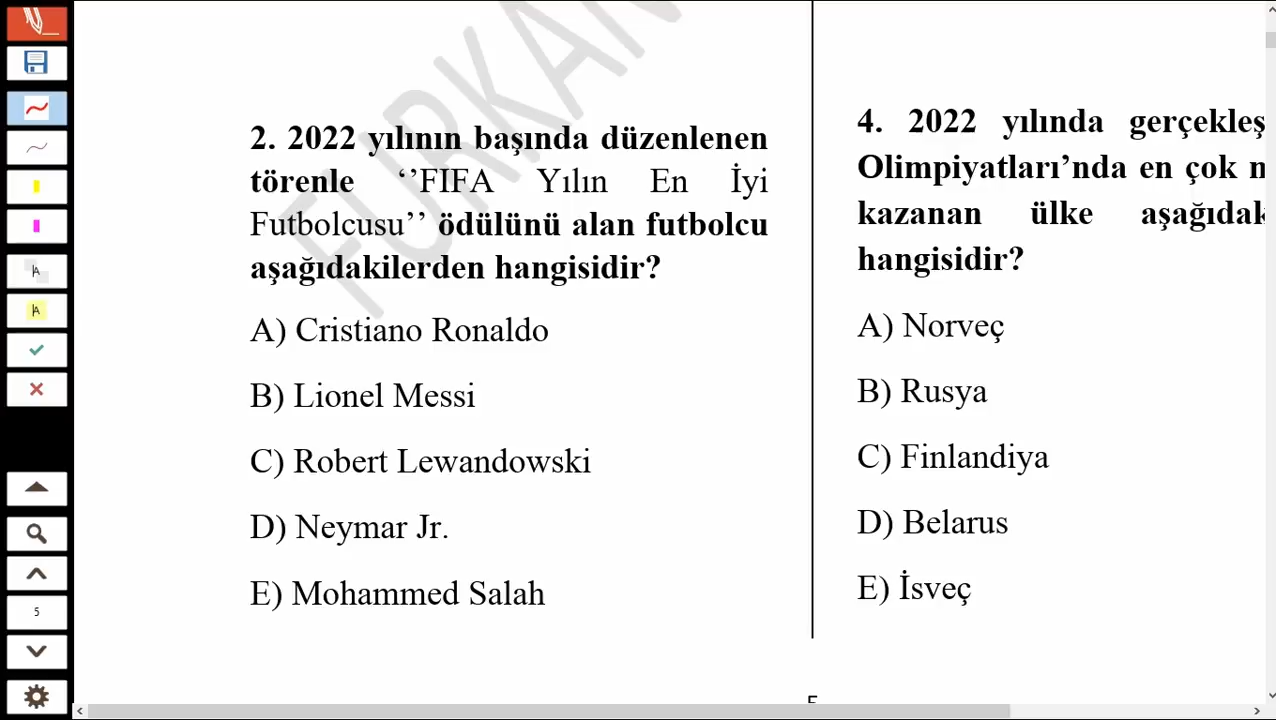 FURKAN
2. 2022 yılının başında düzenlenen
törenle ‘’FIFA Yılın En İyi
Futbolcusu’’ ödülünü alan futbolcu
aşağıdakilerden hangisidir?
A) Cristiano Ronaldo
B) Lionel Messi
C) Robert Lewandowski
D) Neymar Jr.
E) Mohammed Salah
4. 2022 yılında
Olimpiyatları’nda en çok
kazanan ülke
hangisidir?
A) Norveç
B) Rusya
C) Finlandiya
D) Belarus
E) İsveç
A
A
5